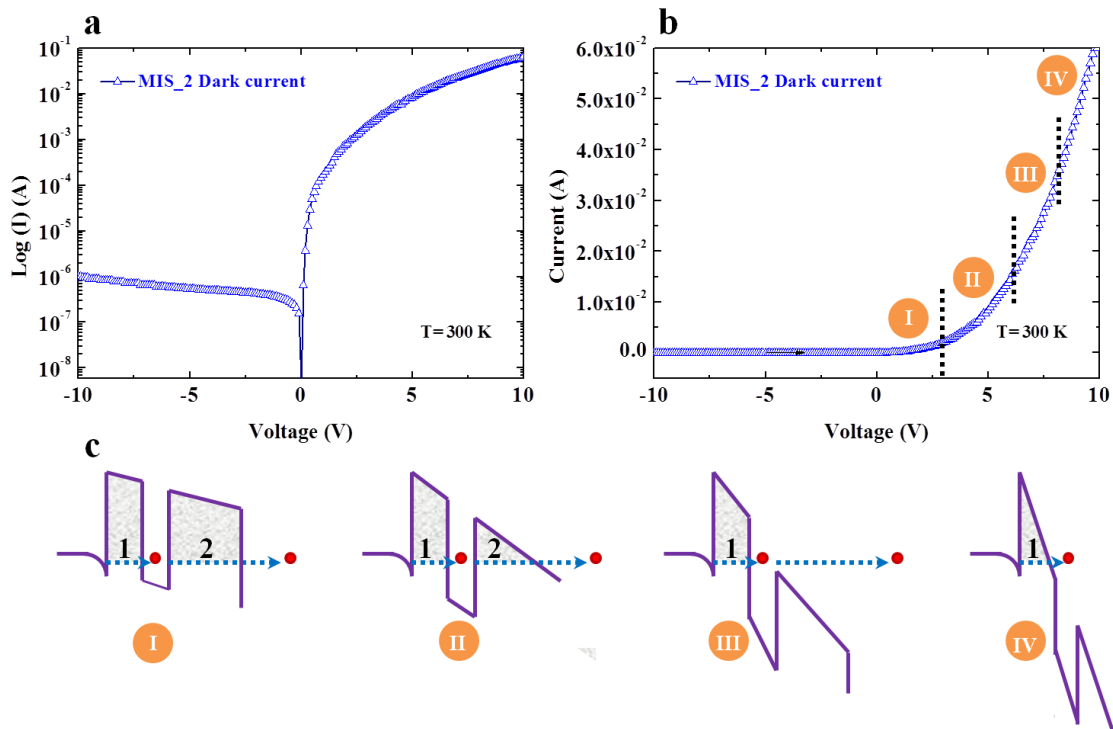 a
10⁻¹
10⁻²
10⁻³
10⁻⁴
10⁻⁵
10⁻⁶
10⁻⁷
10⁻⁸
Log (I) (A)
MIS_2 Dark current
T= 300 K
-10
-5
0
5
10
Voltage (V)
b
6.0x10⁻²
5.0x10⁻²
4.0x10⁻²
3.0x10⁻²
2.0x10⁻²
1.0x10⁻²
0.0
Current (A)
MIS_2 Dark current
IV
III
II
I
T= 300 K
-10
-5
0
5
10
Voltage (V)
c
1
2
I
1
2
II
1
III
1
IV